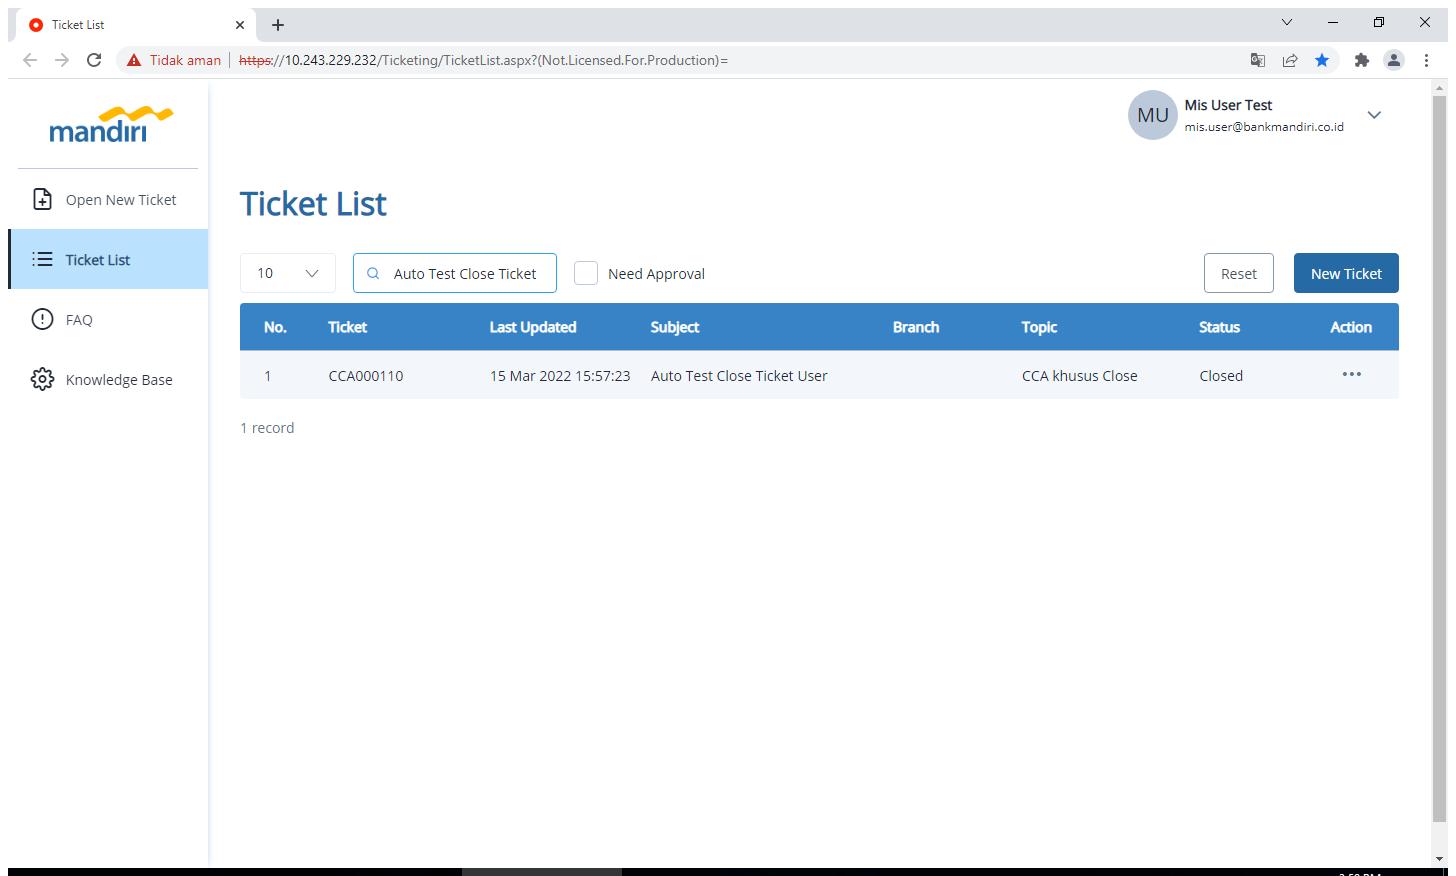 Ticket List
Tidak aman
https://10.243.229.232/Ticketing/TicketList.aspx?(Not.Licensed.For.Production)=
mandiri
MU
Mis User Test
mis.user@bankmandiri.co.id
Open New Ticket
Ticket List
FAQ
Knowledge Base
Ticket List
10
Auto Test Close Ticket
Need Approval
Reset
New Ticket
No. Ticket Last Updated Subject Branch Topic Status Action
1 CCA000110 15 Mar 2022 15:57:23 Auto Test Close Ticket User CCA khusus Close Closed
1 record